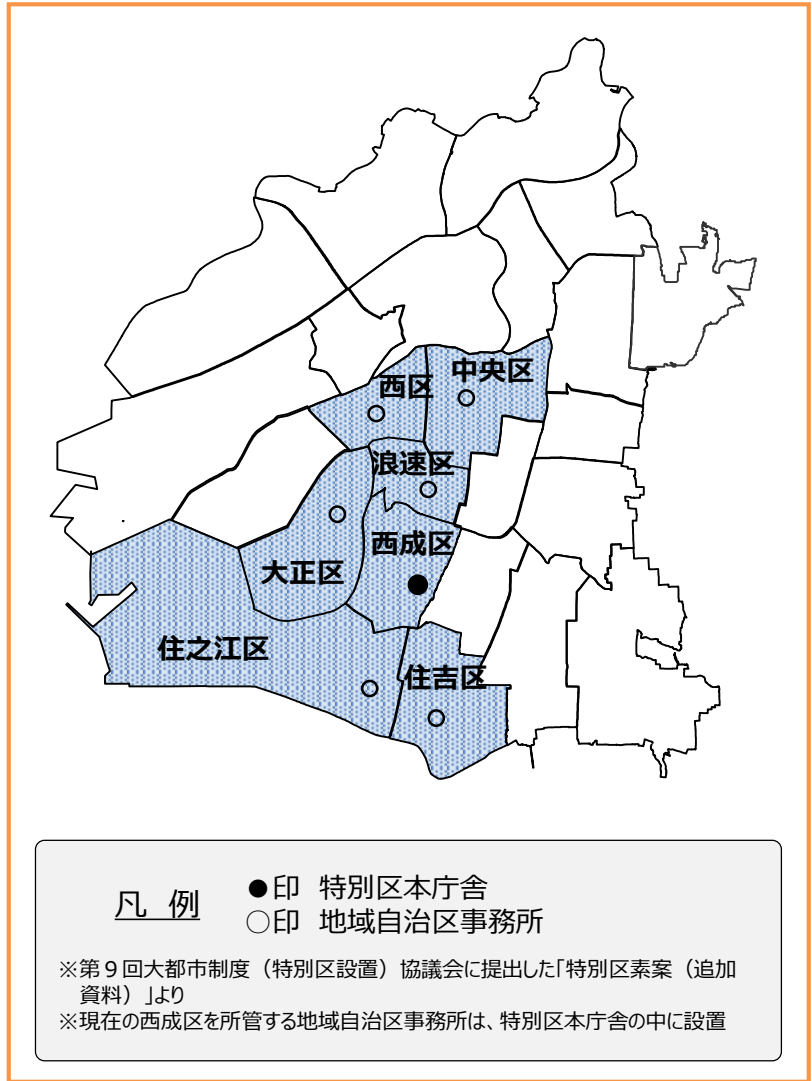 中央区
西区
浪速区
西成区
大正区
住之江区
住吉区
凡 例
●印 特別区本庁舎
○印 地域自治区事務所
※第９回大都市制度（特別区設置）協議会に提出した「特別区素案（追加
資料）」より
※現在の西成区を所管する地域自治区事務所は、特別区本庁舎の中に設置